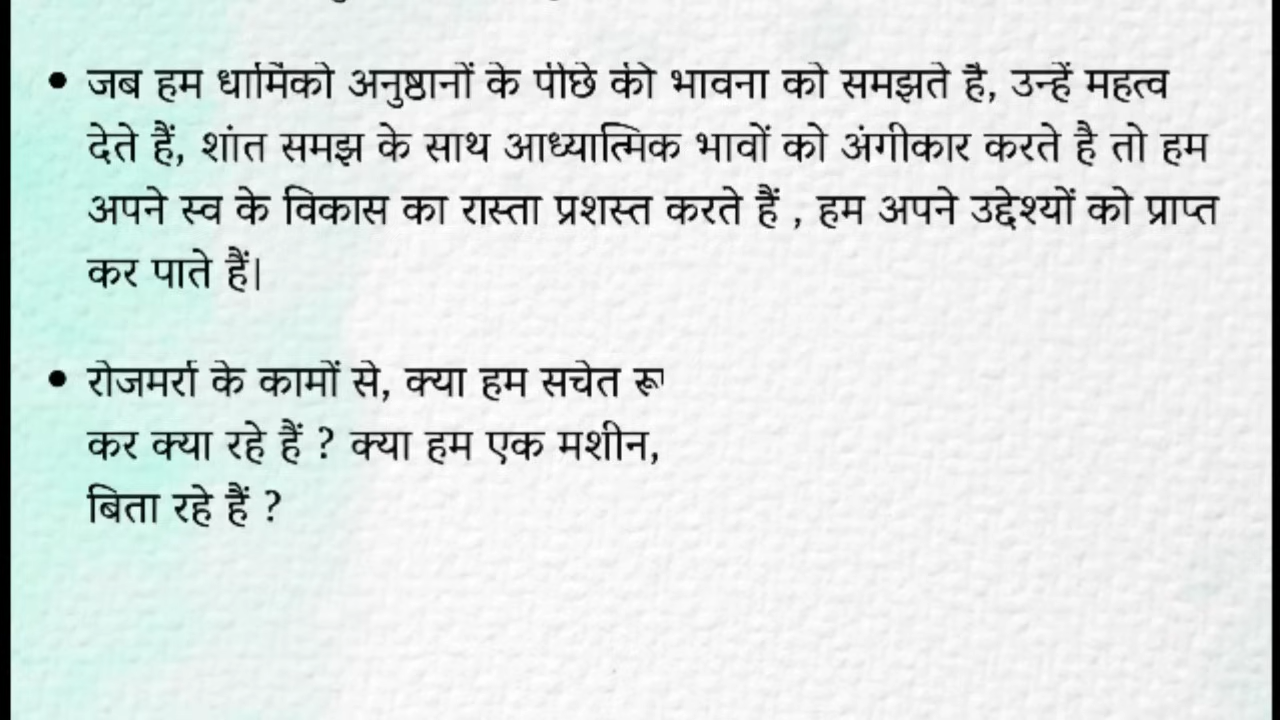 • जब हम धार्मिको अनुष्ठानों के पीछे की भावना को समझते है, उन्हें महत्व
देते हैं, शांत समझ के साथ आध्यात्मिक भावों को अंगीकार करते है तो हम
अपने स्व के विकास का रास्ता प्रशस्त करते हैं , हम अपने उद्देश्यों को प्राप्त
कर पाते हैं।
• रोजमर्रा के कामों से, क्या हम सचेत
कर क्या रहे हैं ? क्या हम एक मशीन,
बिता रहे हैं ?